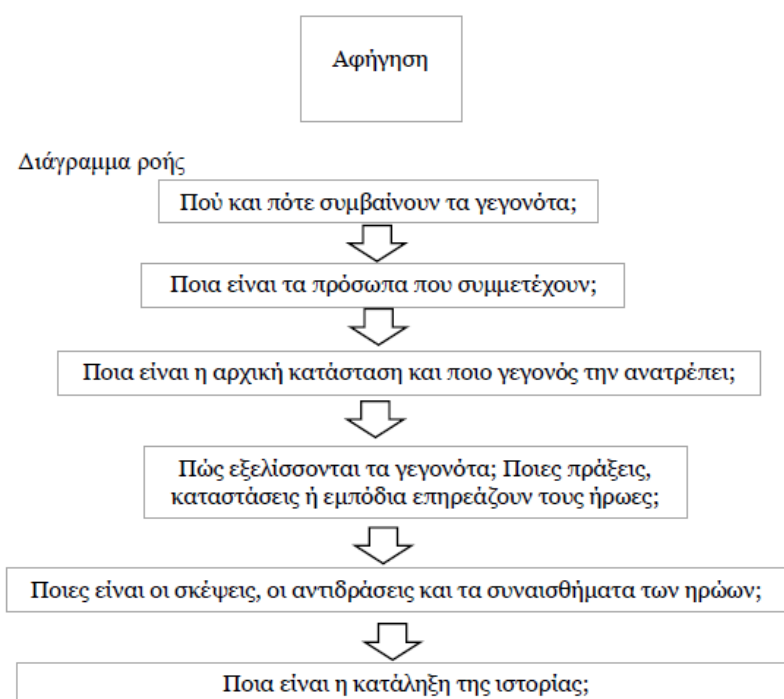 Αφήγηση
Διάγραμμα ροής
Πού και πότε συμβαίνουν τα γεγονότα;
Ποια είναι τα πρόσωπα που συμμετέχουν;
Ποια είναι η αρχική κατάσταση και ποιο γεγονός την ανατρέπει;
Πώς εξελίσσονται τα γεγονότα; Ποιες πράξεις,
καταστάσεις ή εμπόδια επηρεάζουν τους ήρωες;
Ποιες είναι οι σκέψεις, οι αντιδράσεις και τα συναισθήματα των ηρώων;
Ποια είναι η κατάληξη της ιστορίας;